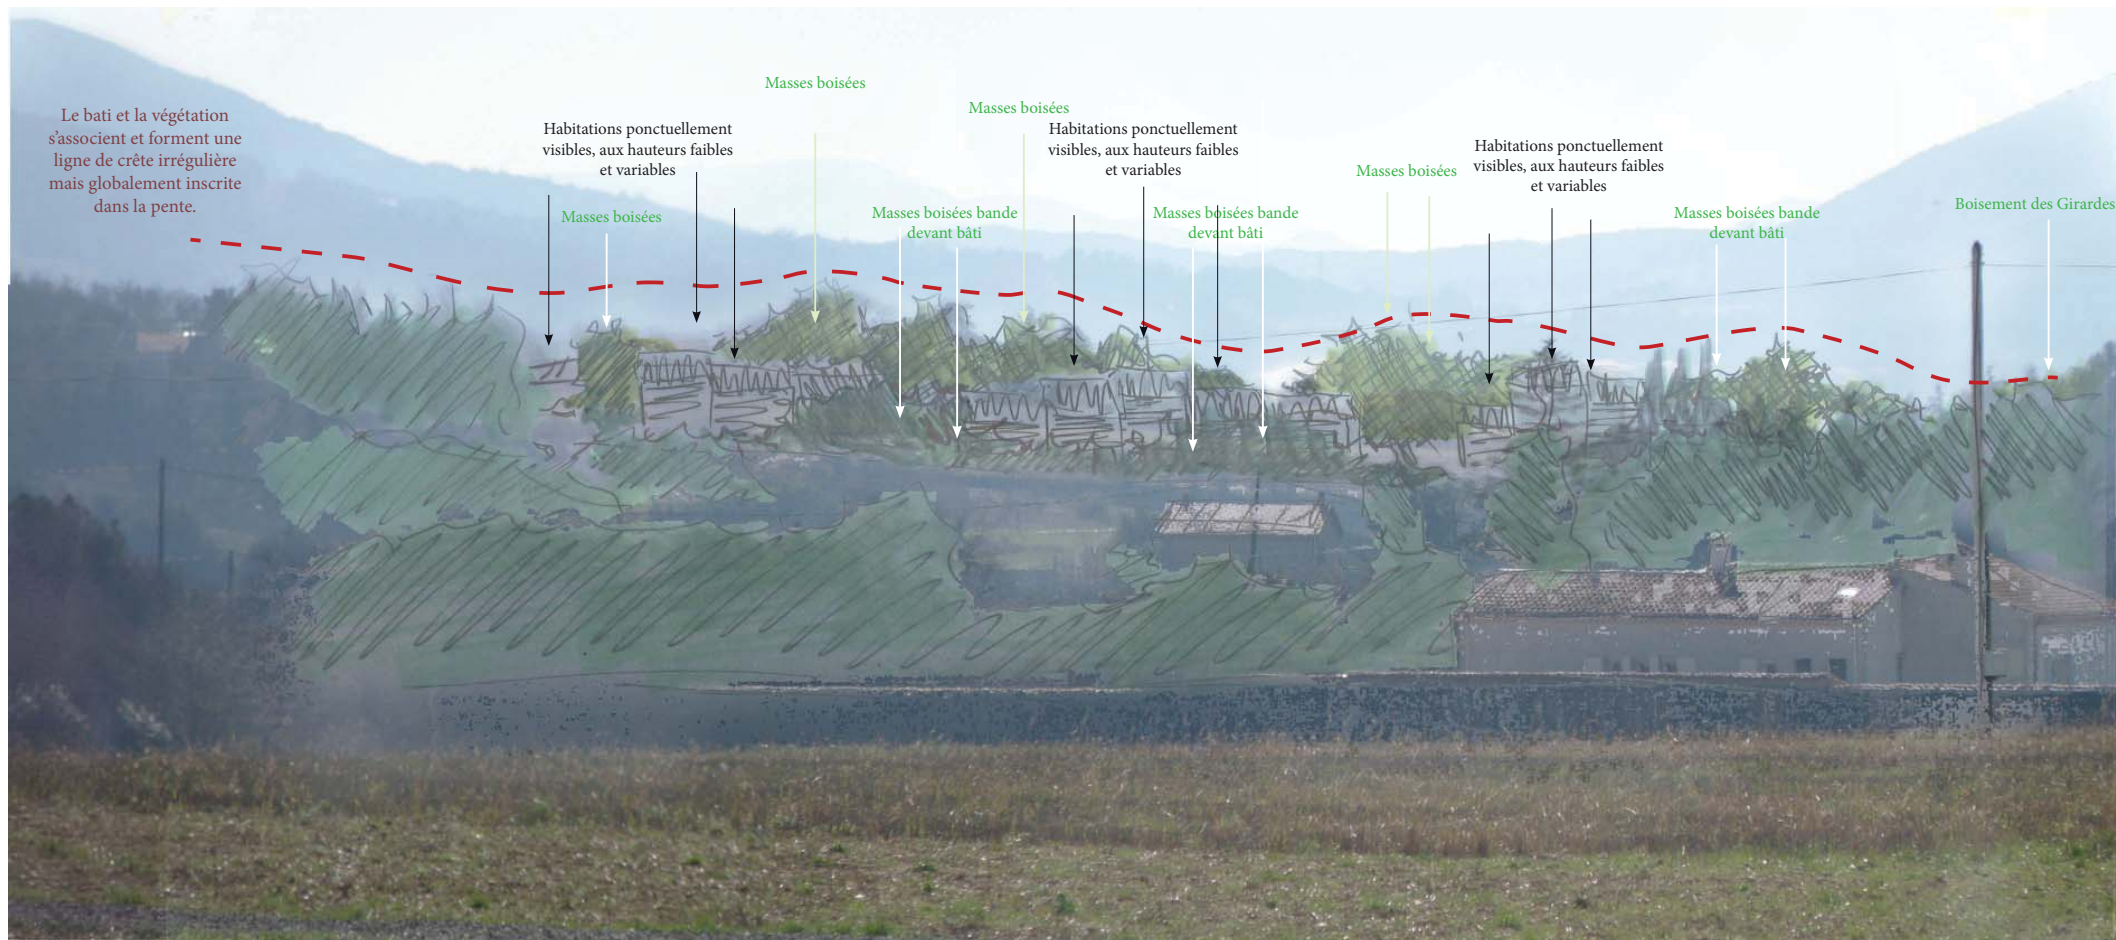 Le bati et la végétation
s'associent et forment une
ligne de crête irrégulière
mais globalement inscrite
dans la pente.
Habitations ponctuellement
visibles, aux hauteurs faibles
et variables
Masses boisées
Masses boisées
Masses boisées
Habitations ponctuellement
visibles, aux hauteurs faibles
et variables
Masses boisées bande
devant bâti
Masses boisées bande
devant bâti
Masses boisées
Habitations ponctuellement
visibles, aux hauteurs faibles
et variables
Masses boisées bande
devant bâti
Boisement des Girardes